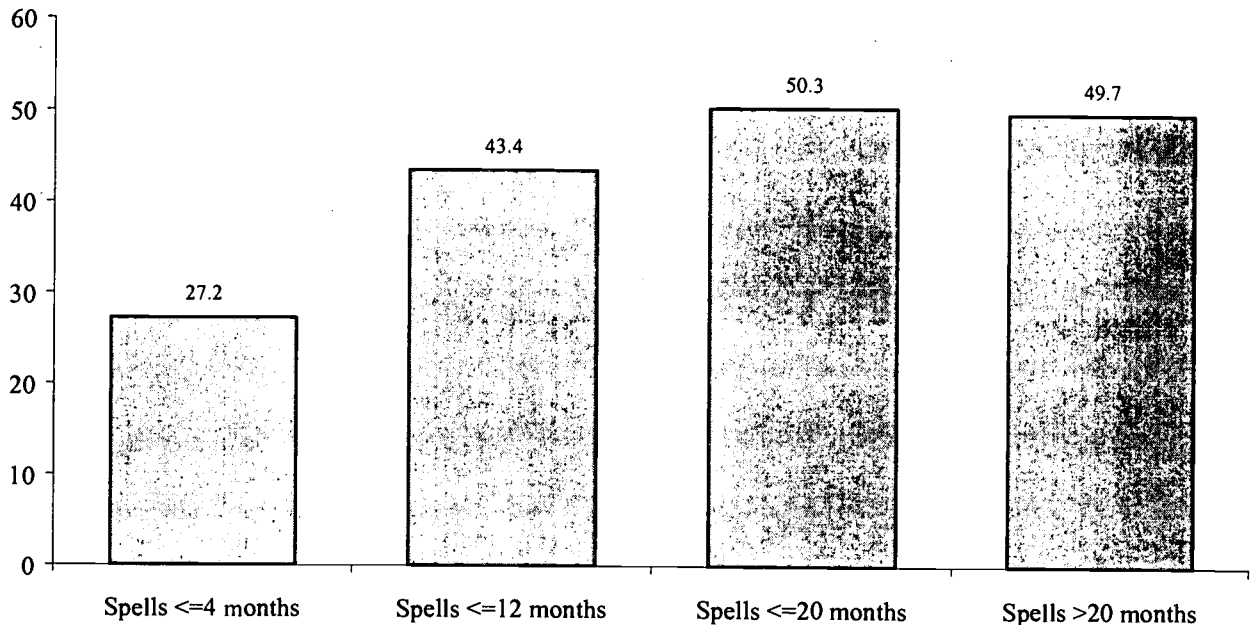 60
50
40
30
20
10
0
27.2
43.4
50.3
49.7
Spells <=4 months
Spells <=12 months
Spells <=20 months
Spells >20 months